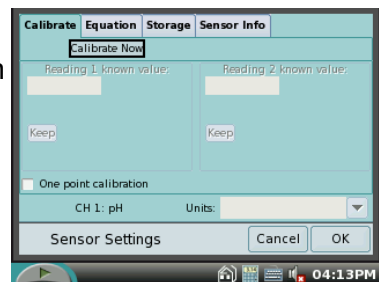 Calibrate Equation Storage Sensor Info
Calibrate Now
Reading 1 known value: Reading 2 known value:
Keep Keep
One point calibration
CH 1: pH Units:
Sensor Settings Cancel OK
04:13PM